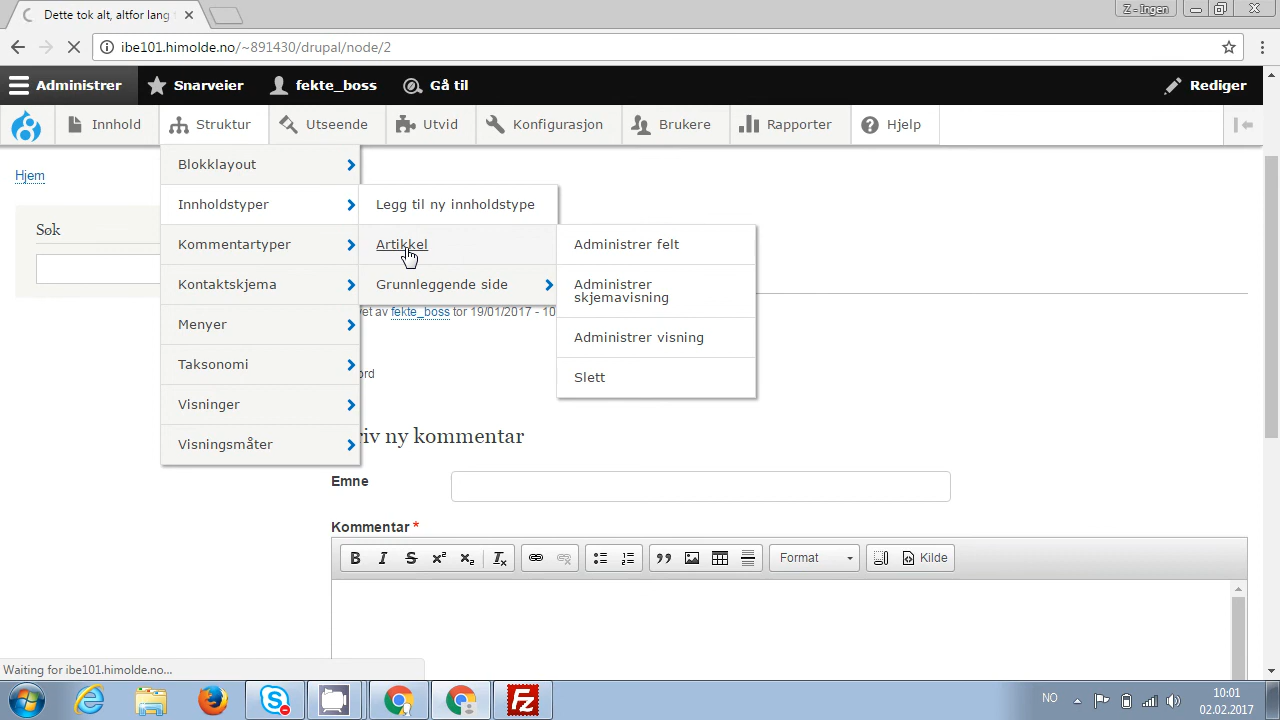 Dette tok alt, altfor lang
Z - Ingen
ibe101.himolde.no/~891430/drupal/node/2
Administrer
Snarveier
fekte_boss
Gå til
Rediger
Innhold
Struktur
Utseende
Utvid
Konfigurasjon
Brukere
Rapporter
Hjelp
Hjem
Søk
Blokklayout
Innholdstyper
Kommentartyper
Kontaktskjema
Menyer
Taksonomi
Visninger
Visningsmåter
Legg til ny innholdstype
Artikkel
Grunnleggende side
Administrer felt
Administrer
skjemavisning
Administrer visning
Slett
et av fekte_boss tor 19/01/2017 - 10
ord
riv ny kommentar
Emne
Kommentar *
Format
Kilde
Waiting for ibe101.himolde.no...
NO
10:01
02.02.2017